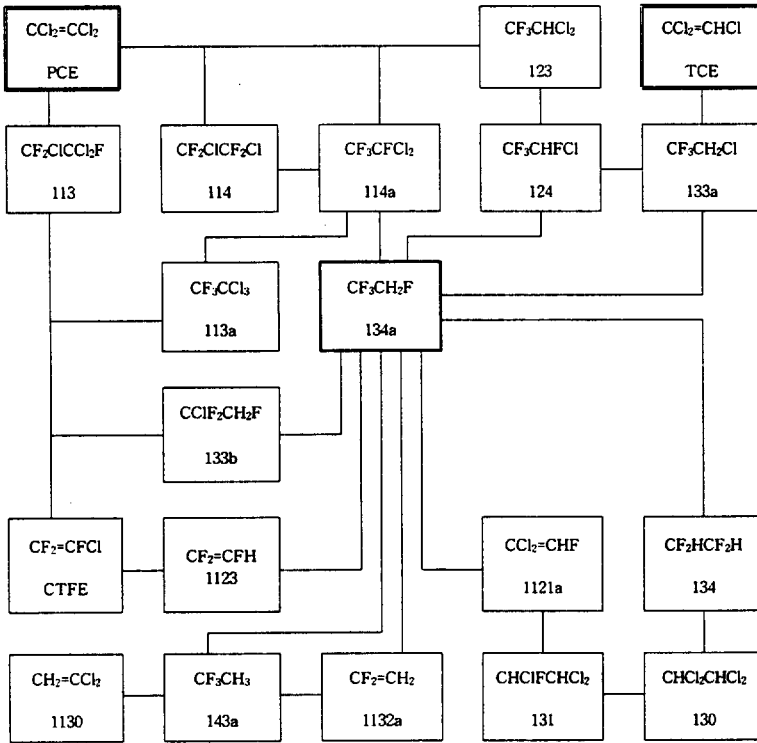 CCl₂=CCl₂
PCE
CF₃CHCl₂
123
CCl₂=CHCl
TCE
CF₂ClCCl₂F
113
CF₂ClCF₂Cl
114
CF₃CFCl₂
114a
CF₃CHFCl
124
CF₃CH₂Cl
133a
CF₃CCl₃
113a
CF₃CH₂F
134a
CClF₂CH₂F
133b
CF₂=CFCl
CTFE
CF₂=CFH
1123
CCl₂=CHF
1121a
CF₂HCF₂H
134
CH₂=CCl₂
1130
CF₃CH₃
143a
CF₂=CH₂
1132a
CHClFCHCl₂
131
CHCl₂CHCl₂
130